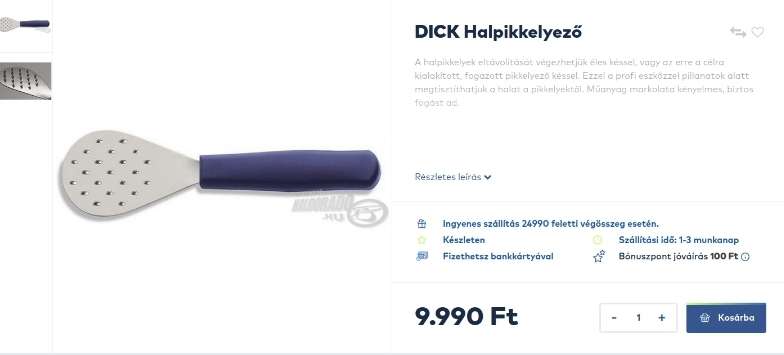 DICK Halpikkelyező
A halpikkelyek eltávolítását végezhetjük éles késsel, vagy az erre a célra
kialakított, fogazott pikkelyező késsel. Ezzel a profi eszközzel pillanatok alatt
megtisztíthatjuk a halat a pikkelyektől. Műanyag markolata kényelmes, biztos
fogást ad.
Részletes leírás
Ingyenes szállítás 24990 feletti végösszeg esetén.
Készleten
Szállítási idő: 1-3 munkanap
Fizethetsz bankkártyával
Bónuszpont jóváírás 100 Ft
9.990 Ft
- 1 +
Kosárba